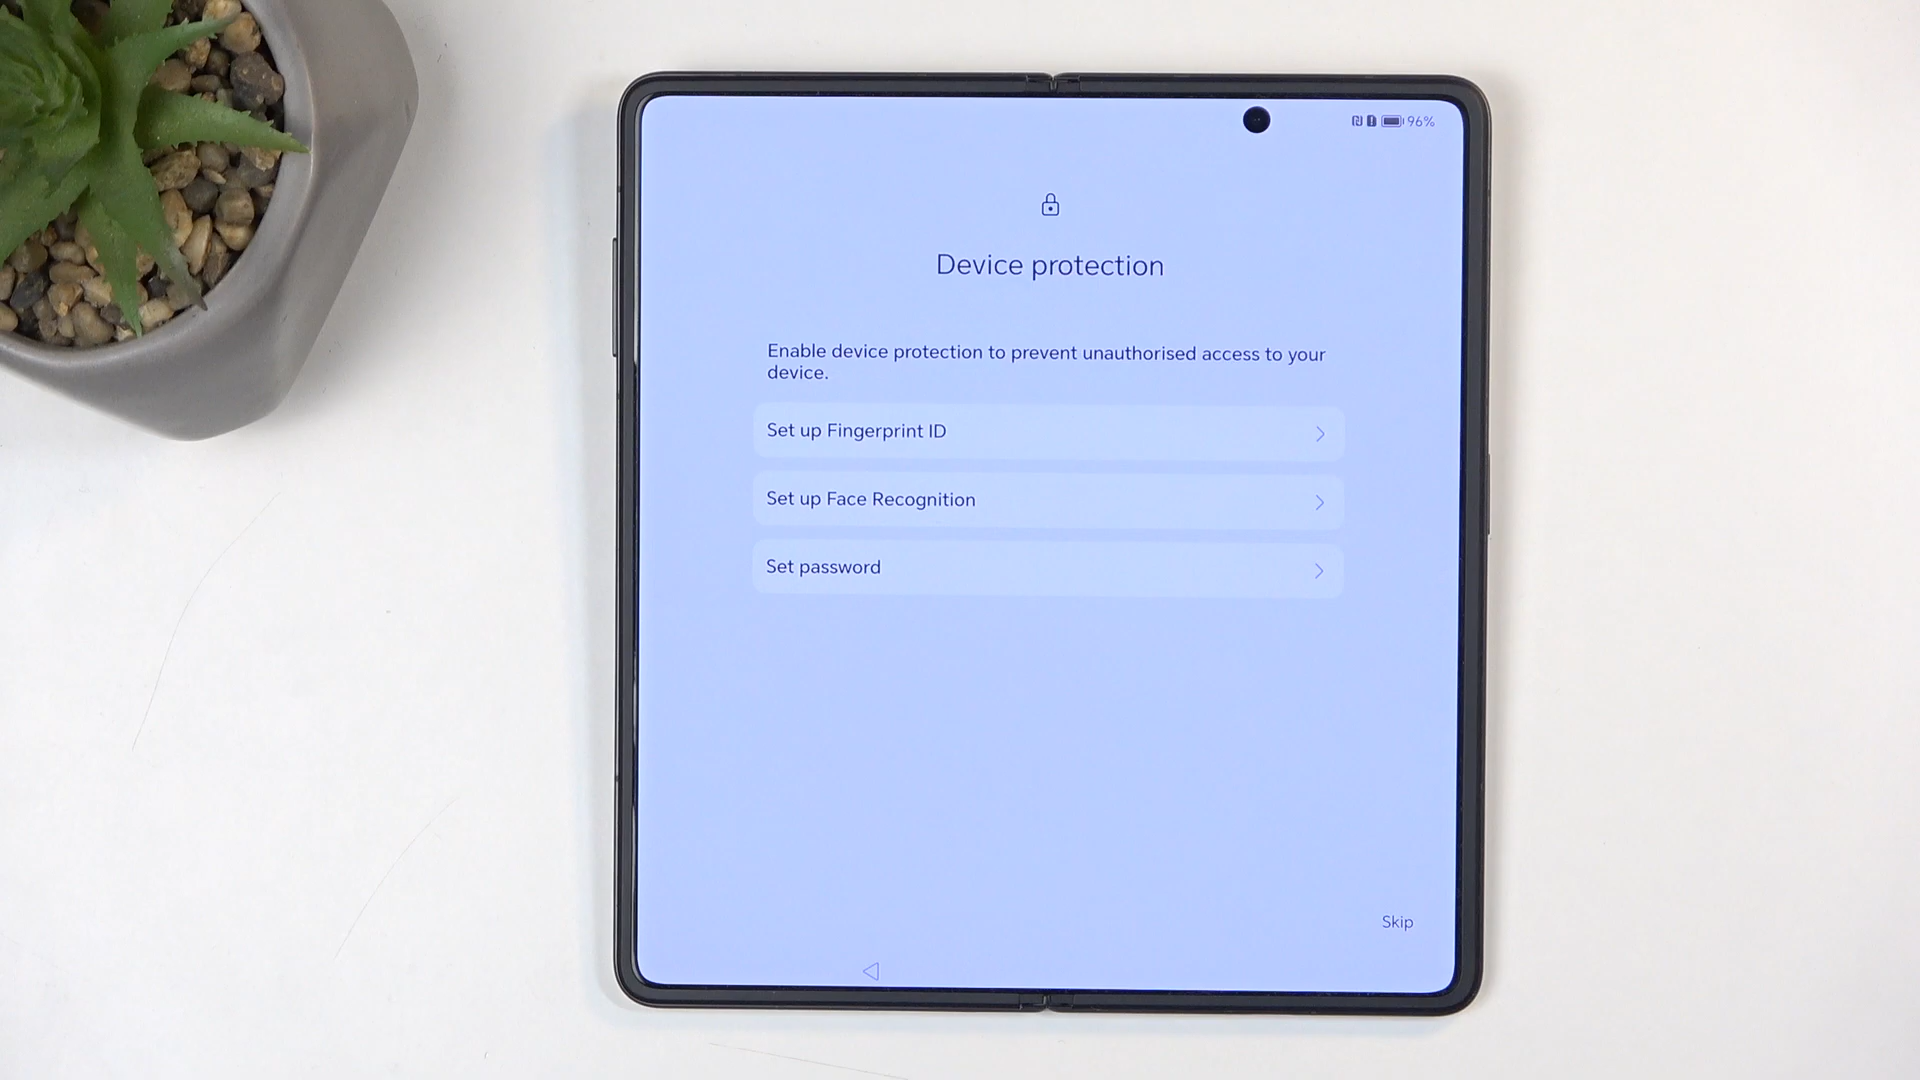 96%
Device protection
Enable device protection to prevent unauthorised access to your
device.
Set up Fingerprint ID
Set up Face Recognition
Set password
Skip